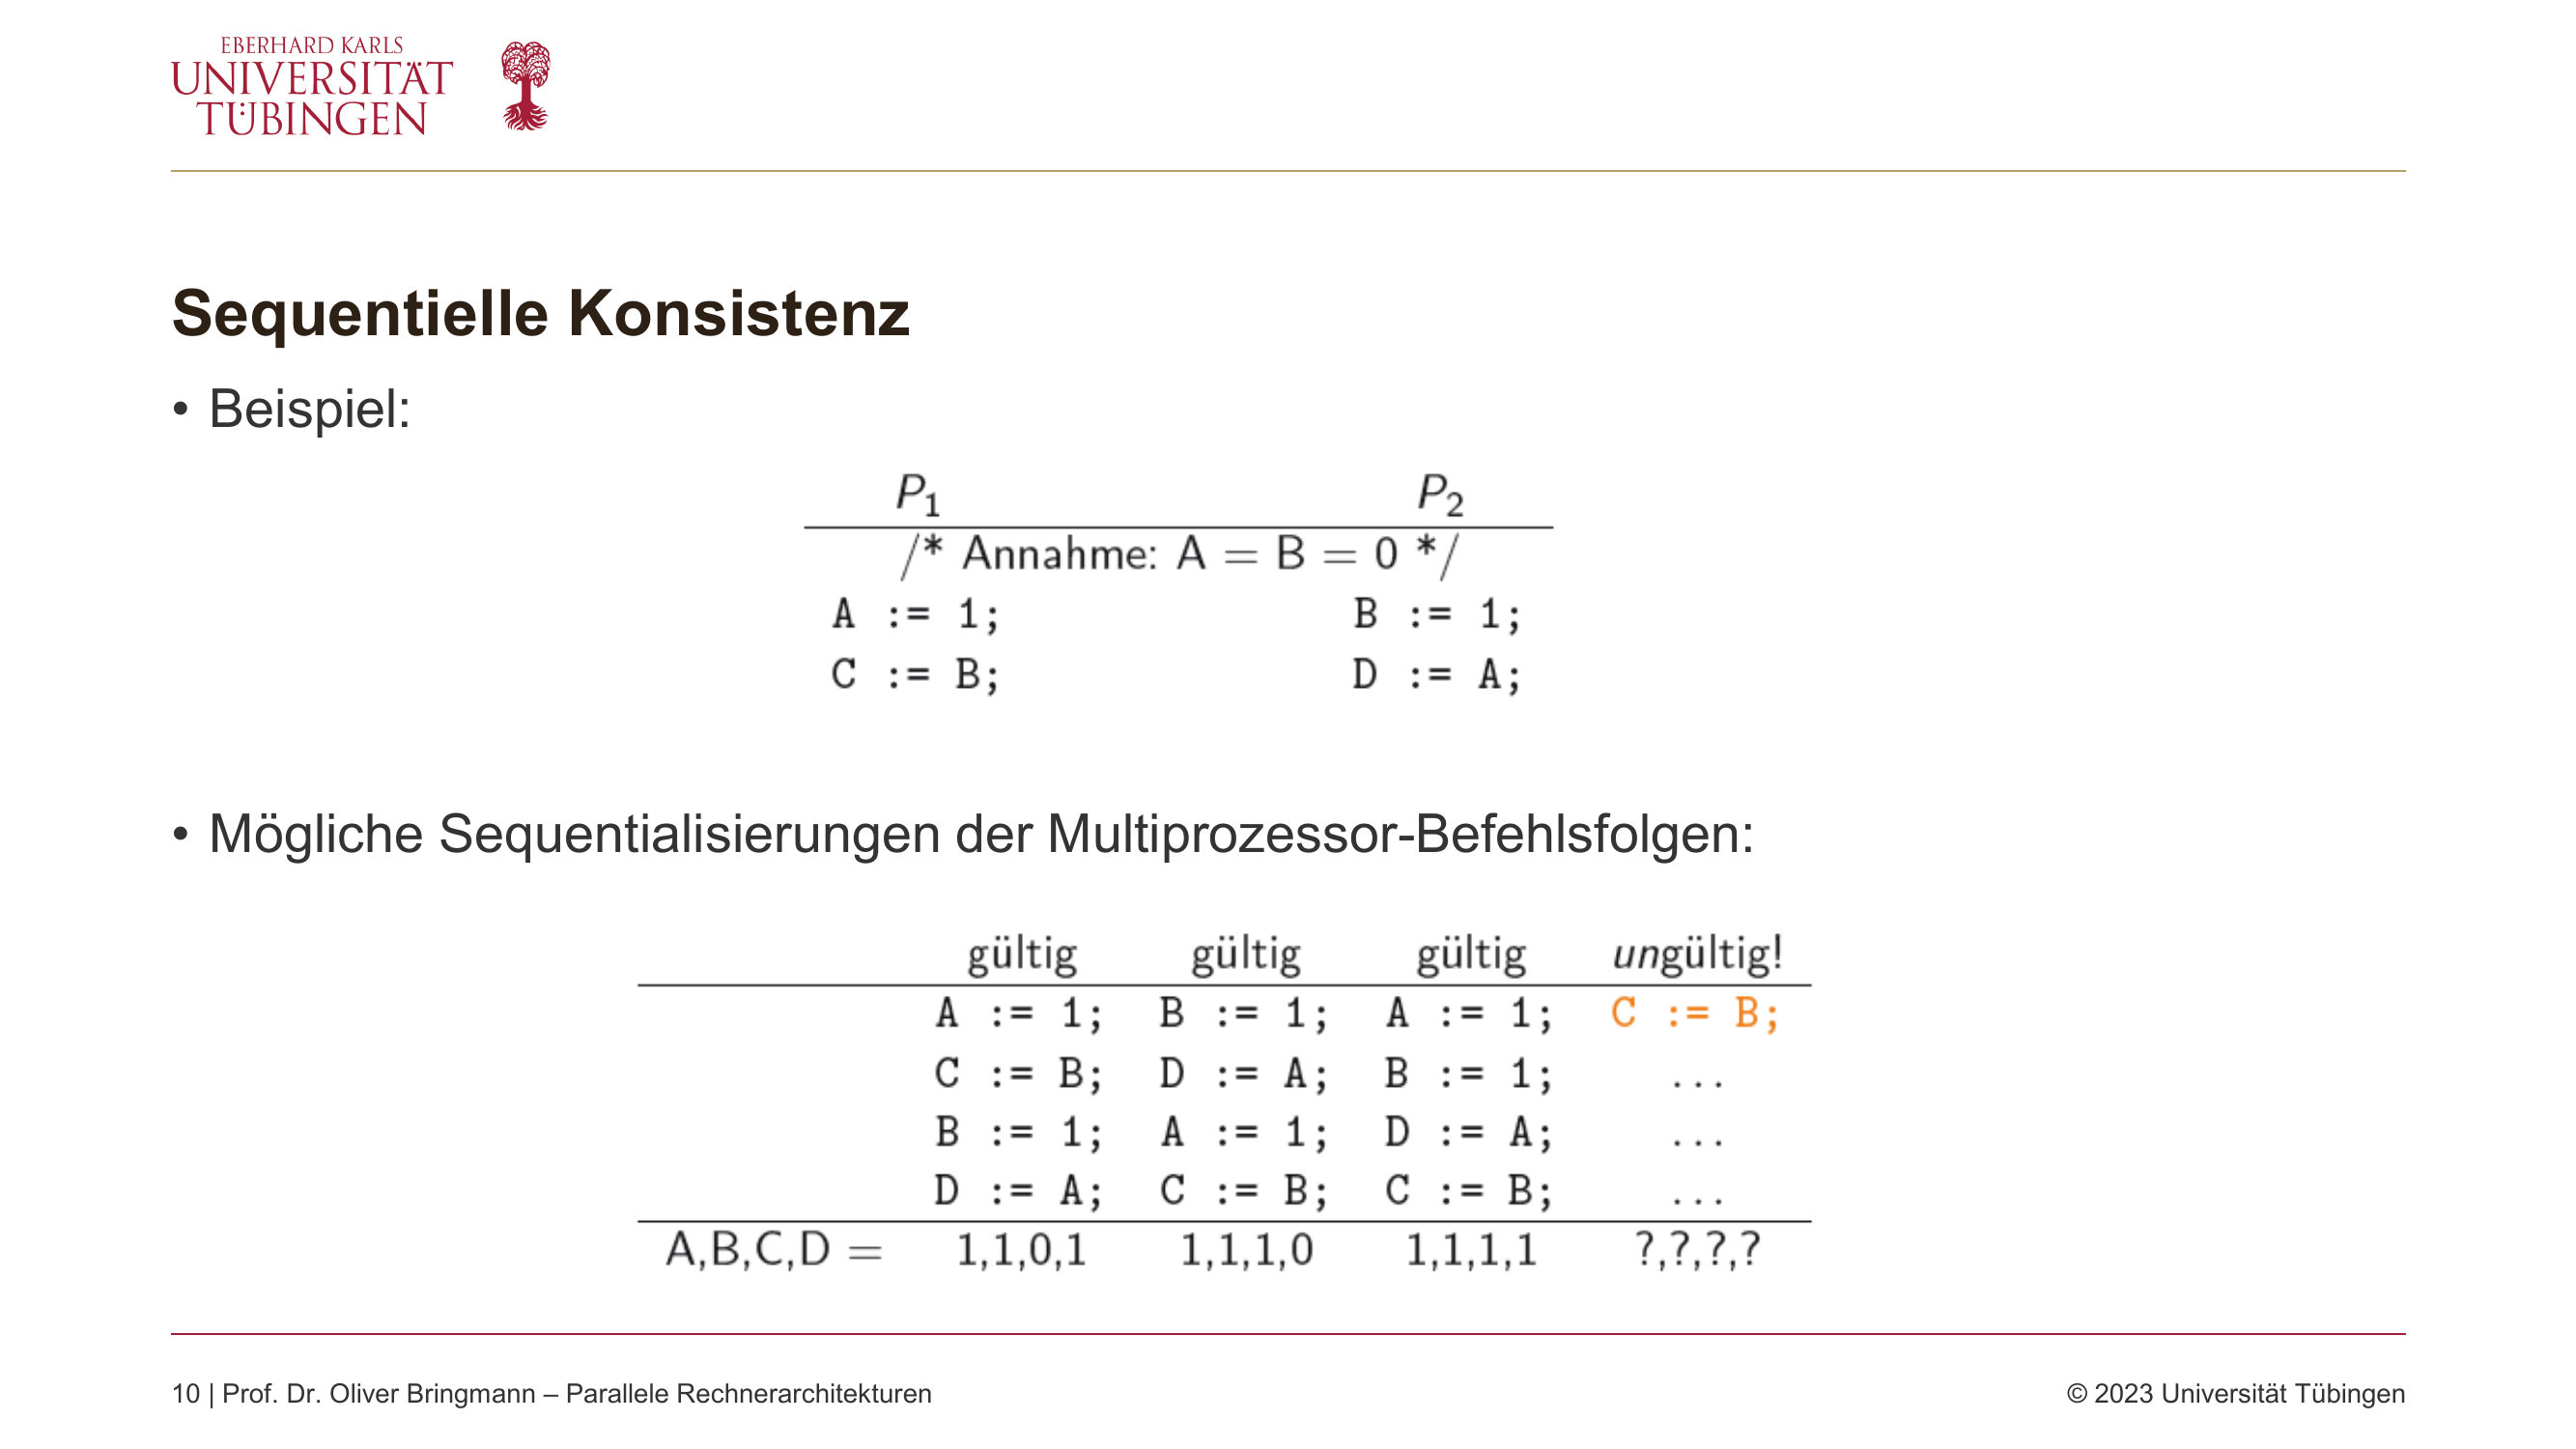 EBERHARD KARLS
UNIVERSITÄT
TÜBINGEN
Sequentielle Konsistenz
• Beispiel:
P1 P2
/* Annahme: A = B = 0 */
A := 1; B := 1;
C := B; D := A;
• Mögliche Sequentialisierungen der Multiprozessor-Befehlsfolgen:
gültig gültig gültig ungültig!
A := 1; B := 1; A := 1; C := B;
C := B; D := A; B := 1; ...
B := 1; A := 1; D := A; ...
D := A; C := B; C := B; ...
A,B,C,D = 1,1,0,1 1,1,1,0 1,1,1,1 ?,?,?,?
10 | Prof. Dr. Oliver Bringmann – Parallele Rechnerarchitekturen © 2023 Universität Tübingen